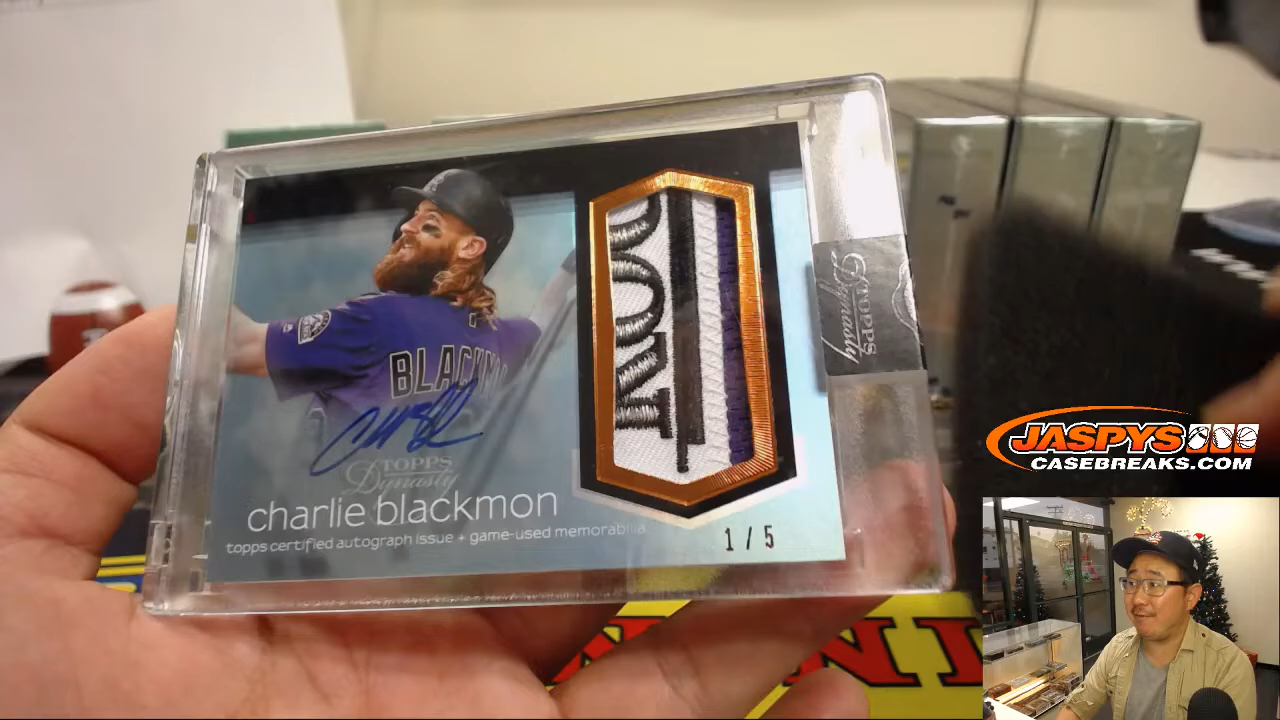 BLACKM
TOPPS
Dynasty
charlie blackmon
topps certified autograph issue + game-used memorabilia
1/5
TOPPS
Dynasty
JASPYS
CASEBREAKS.COM